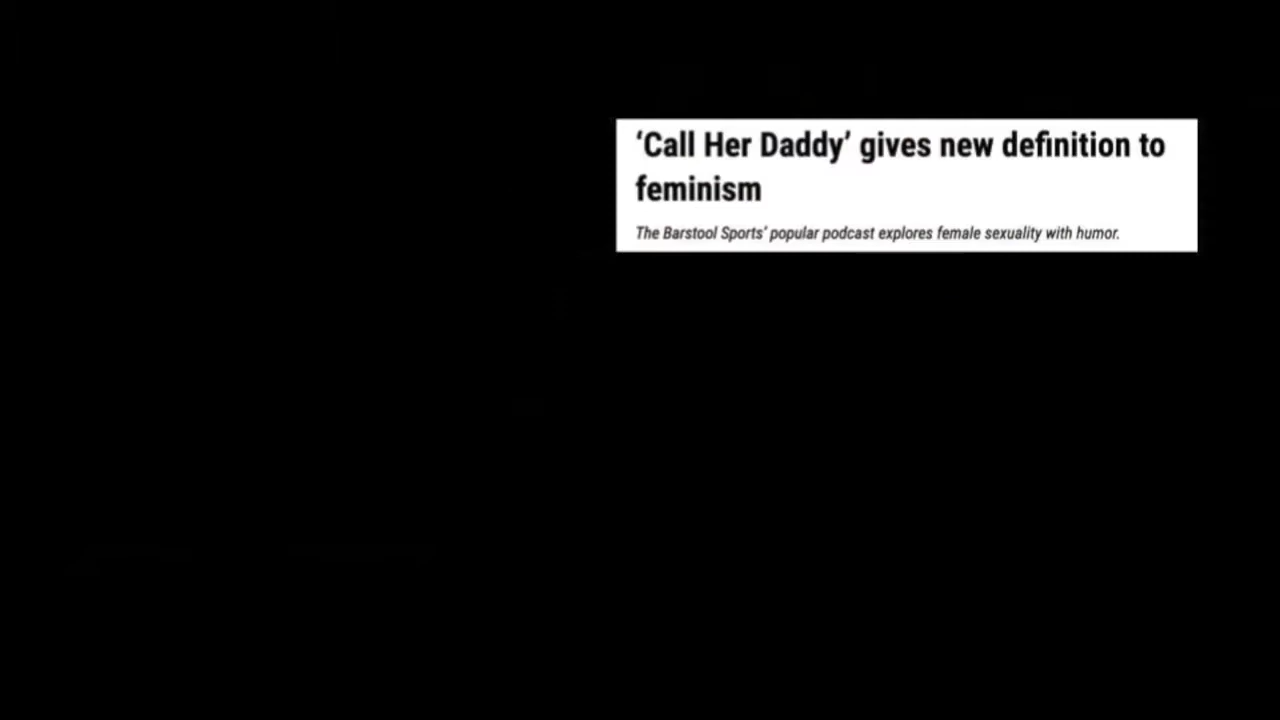 ‘Call Her Daddy’ gives new definition to
feminism
The Barstool Sports’ popular podcast explores female sexuality with humor.